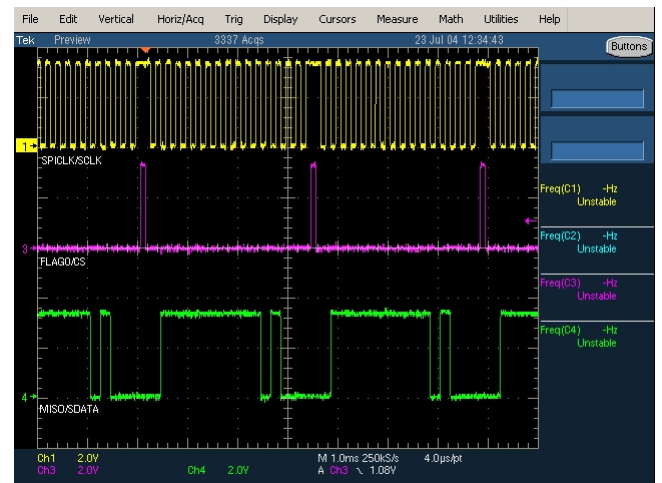 File Edit Vertical Horiz/Acq Trig Display Cursors Measure Math Utilities Help
Tek Preview 3337 Acqs 23 Jul 04 12:34:43
Buttons
1
SPICLK/SCLK
Freq(C1) -Hz
Unstable
Freq(C2) -Hz
Unstable
3
FLAG0/CS
Freq(C3) -Hz
Unstable
Freq(C4) -Hz
Unstable
4
MISO/SDATA
Ch1 2.0V M 1.0ms 250kS/s 4.0µs/pt
Ch3 2.0V Ch4 2.0V A Ch3 ╲ 1.08V